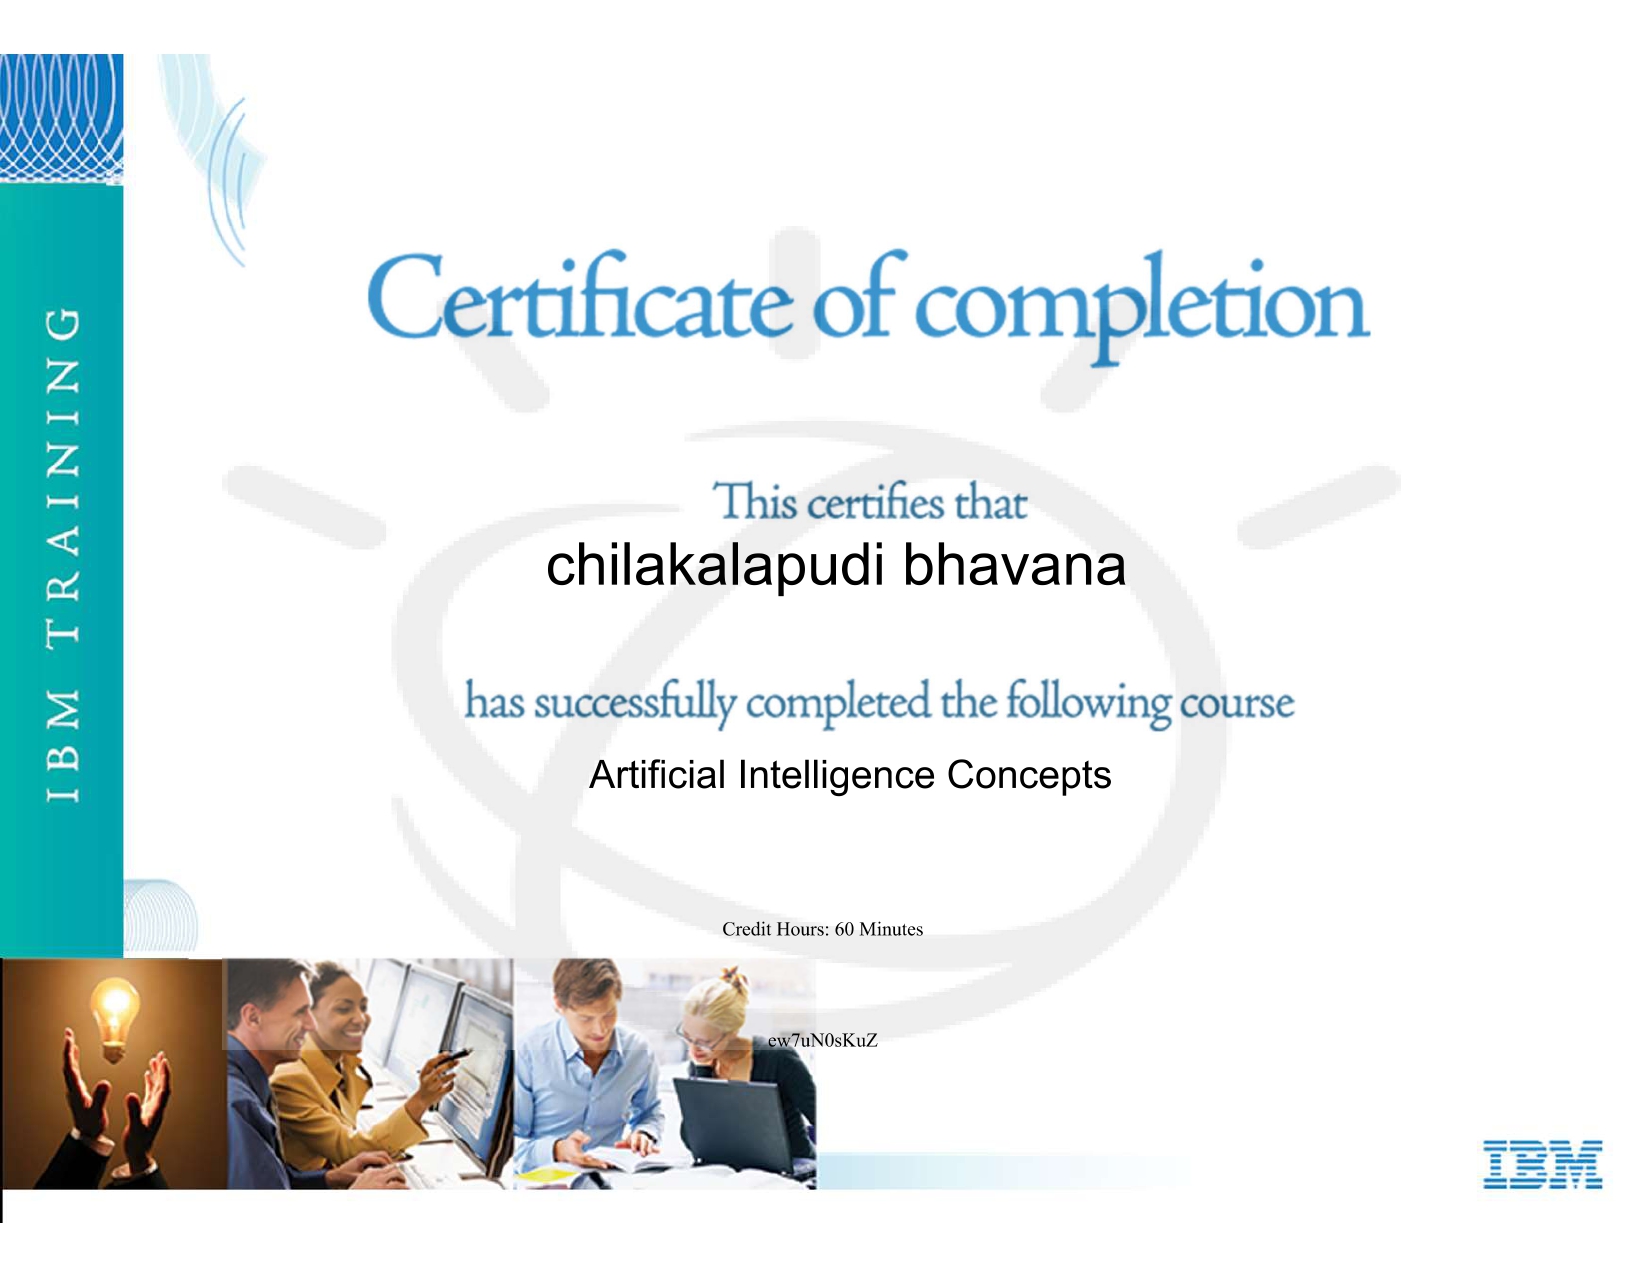 IBM TRAINING
Certificate of completion
This certifies that
chilakalapudi bhavana
has successfully completed the following course
Artificial Intelligence Concepts
Credit Hours: 60 Minutes
ew7uN0sKuZ
IBM